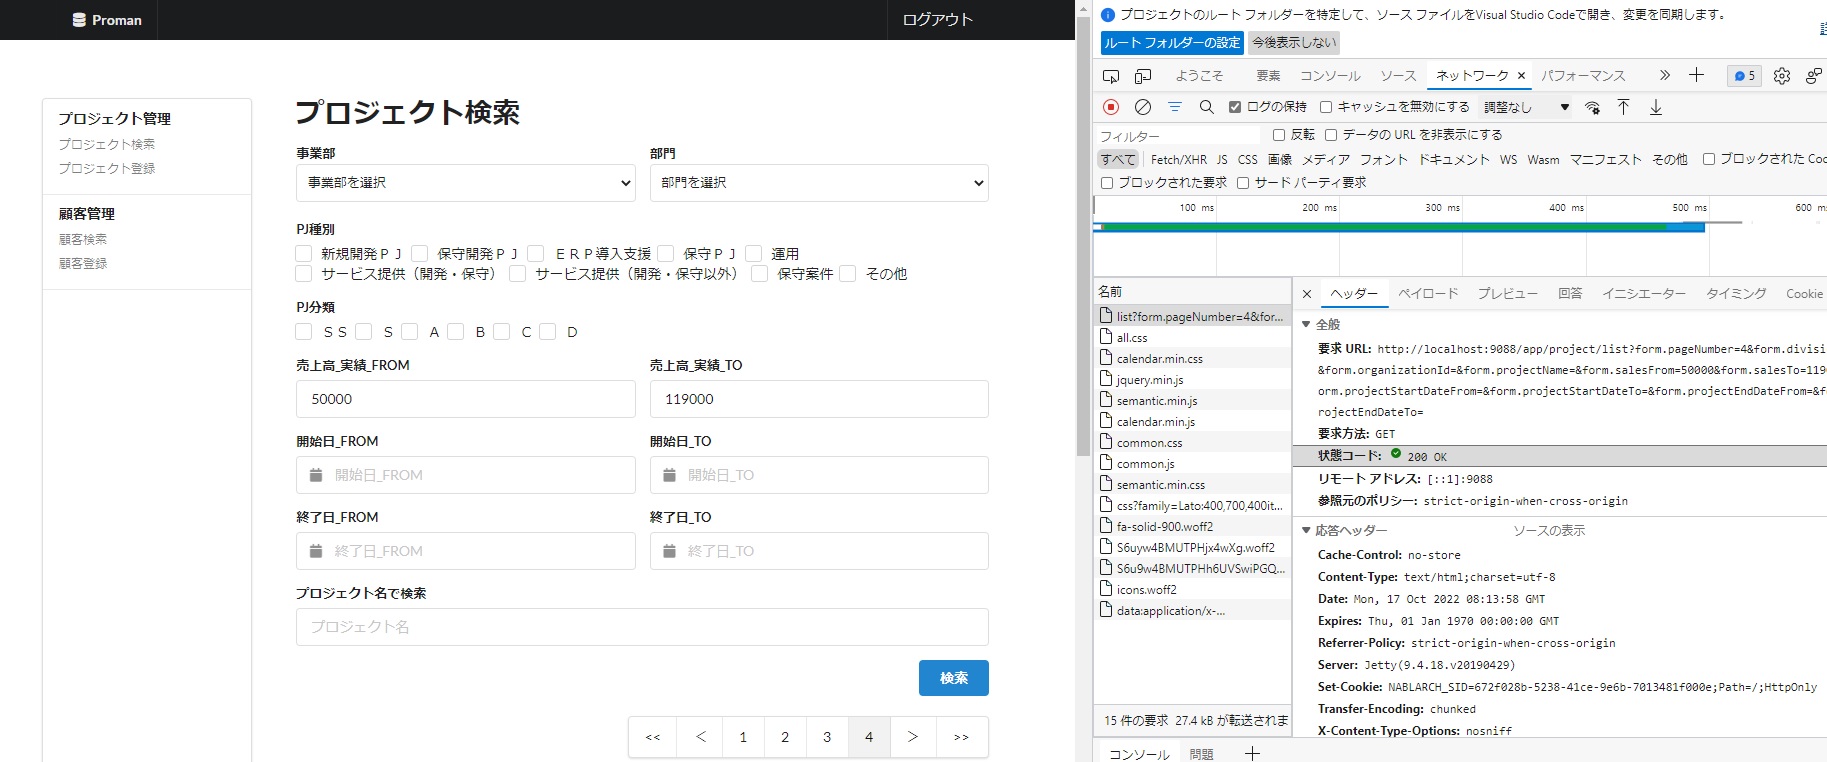 Proman
ログアウト
プロジェクト管理
プロジェクト検索
プロジェクト登録
顧客管理
顧客検索
顧客登録
プロジェクト検索
事業部 部門
事業部を選択 部門を選択
PJ種別
新規開発ＰＪ 保守開発ＰＪ ＥＲＰ導入支援 保守ＰＪ 運用
サービス提供（開発・保守） サービス提供（開発・保守以外） 保守案件 その他
PJ分類
ＳＳ Ｓ Ａ Ｂ Ｃ Ｄ
売上高_実績_FROM 売上高_実績_TO
50000 119000
開始日_FROM 開始日_TO
開始日_FROM 開始日_TO
終了日_FROM 終了日_TO
終了日_FROM 終了日_TO
プロジェクト名で検索
プロジェクト名
検索
<< ＜ 1 2 3 4 ＞ >>
プロジェクトのルート フォルダーを特定して、ソース ファイルをVisual Studio Codeで開き、変更を同期します。
ルート フォルダーの設定 今後表示しない
ようこそ 要素 コンソール ソース ネットワーク × パフォーマンス » + 5
ログの保持 キャッシュを無効にする 調整なし
フィルター 反転 データの URL を非表示にする
すべて Fetch/XHR JS CSS 画像 メディア フォント ドキュメント WS Wasm マニフェスト その他 ブロックされた Coo
ブロックされた要求 サード パーティ要求
100 ms 200 ms 300 ms 400 ms 500 ms 600 m
名前
list?form.pageNumber=4&for...
all.css
calendar.min.css
jquery.min.js
semantic.min.js
calendar.min.js
common.css
common.js
semantic.min.css
css?family=Lato:400,700,400it...
fa-solid-900.woff2
S6uyw4BMUTPHjx4wXg.woff2
S6u9w4BMUTPHh6UVSwiPGQ...
icons.woff2
data:application/x-...
15 件の要求 27.4 kB が転送されま
× ヘッダー ペイロード プレビュー 回答 イニシエーター タイミング Cookie
全般
要求 URL: http://localhost:9088/app/project/list?form.pageNumber=4&form.divisi
&form.organizationId=&form.projectName=&form.salesFrom=50000&form.salesTo=1190
orm.projectStartDateFrom=&form.projectStartDateTo=&form.projectEndDateFrom=&fo
rojectEndDateTo=
要求方法: GET
状態コード: 200 OK
リモート アドレス: [::1]:9088
参照元のポリシー: strict-origin-when-cross-origin
応答ヘッダー ソースの表示
Cache-Control: no-store
Content-Type: text/html;charset=utf-8
Date: Mon, 17 Oct 2022 08:13:58 GMT
Expires: Thu, 01 Jan 1970 00:00:00 GMT
Referrer-Policy: strict-origin-when-cross-origin
Server: Jetty(9.4.18.v20190429)
Set-Cookie: NABLARCH_SID=672f028b-5238-41ce-9e6b-7013481f000e;Path=/;HttpOnly
Transfer-Encoding: chunked
X-Content-Type-Options: nosniff
コンソール 問題 +